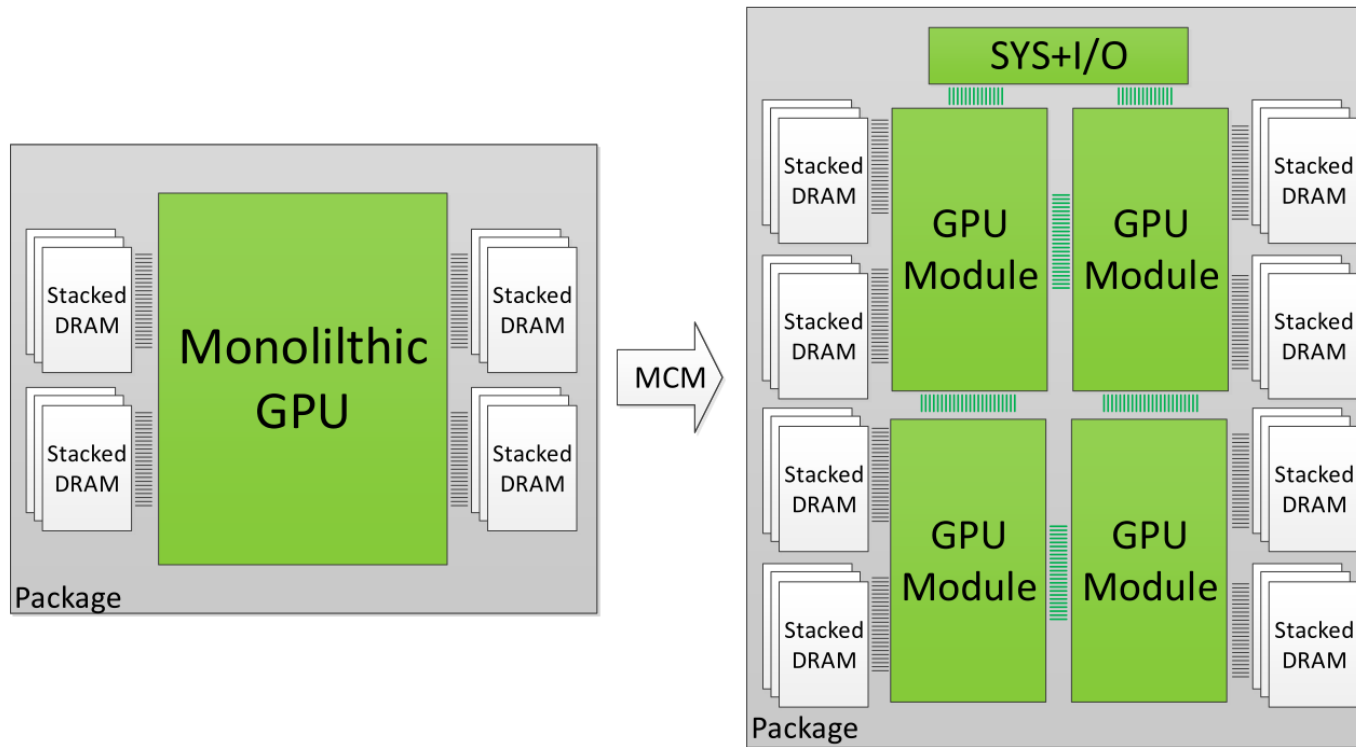 Stacked
DRAM
Stacked
DRAM
Monolilthic
GPU
Stacked
DRAM
Stacked
DRAM
Package
MCM
SYS+I/O
Stacked
DRAM
GPU
Module
GPU
Module
Stacked
DRAM
Stacked
DRAM
Stacked
DRAM
Stacked
DRAM
GPU
Module
GPU
Module
Stacked
DRAM
Stacked
DRAM
Stacked
DRAM
Package